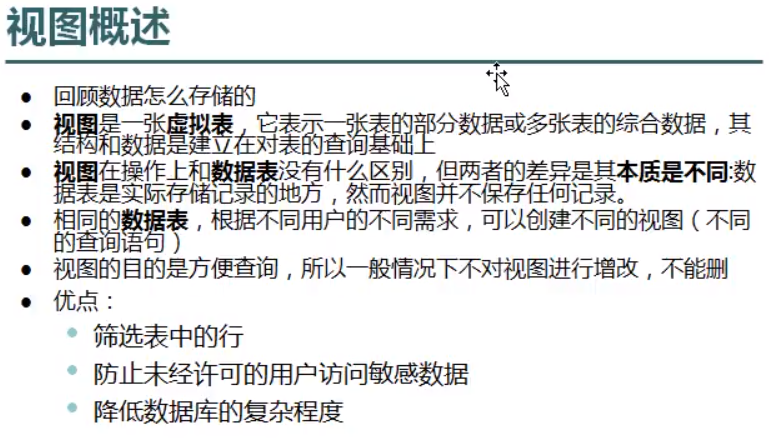 视图概述
回顾数据怎么存储的
视图是一张虚拟表，它表示一张表的部分数据或多张表的综合数据，其
结构和数据是建立在对表的查询基础上
视图在操作上和数据表没有什么区别，但两者的差异是其本质是不同:数
据表是实际存储记录的地方，然而视图并不保存任何记录。
相同的数据表，根据不同用户的不同需求，可以创建不同的视图（不同
的查询语句）
视图的目的是方便查询，所以一般情况下不对视图进行增改，不能删
优点：
筛选表中的行
防止未经许可的用户访问敏感数据
降低数据库的复杂程度